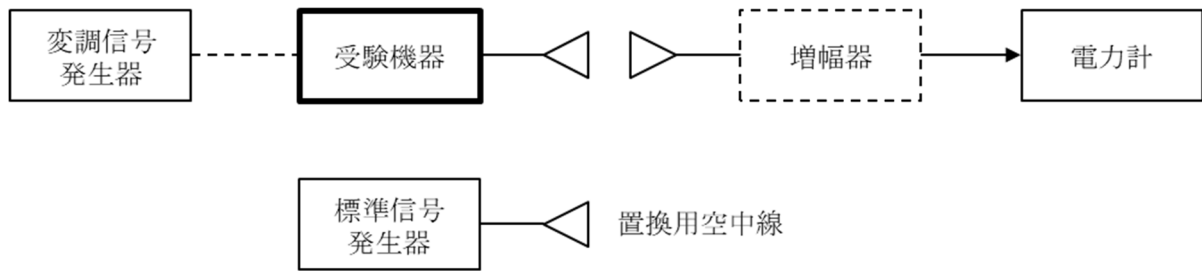 変調信号
発生器
受験機器
増幅器
電力計
標準信号
発生器
置換用空中線